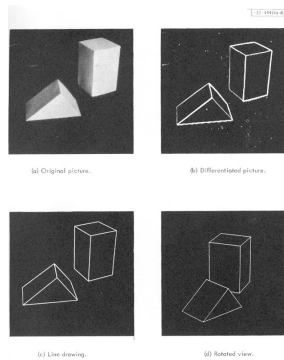 (a) Original picture.
(b) Differentiated picture.
(c) Line drawing.
(d) Rotated view.